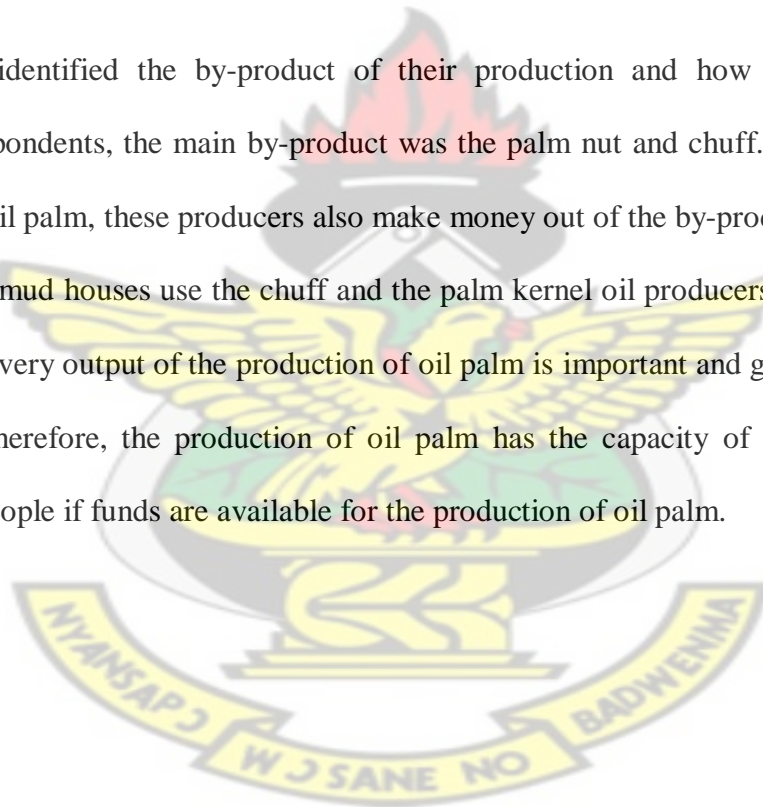 identified the by-product of their production and how
pondents, the main by-product was the palm nut and chuff.
il palm, these producers also make money out of the by-prod
mud houses use the chuff and the palm kernel oil producers
very output of the production of oil palm is important and g
herefore, the production of oil palm has the capacity of
ople if funds are available for the production of oil palm.
NYANSAPƆ WƆSANE NO BADWENMA